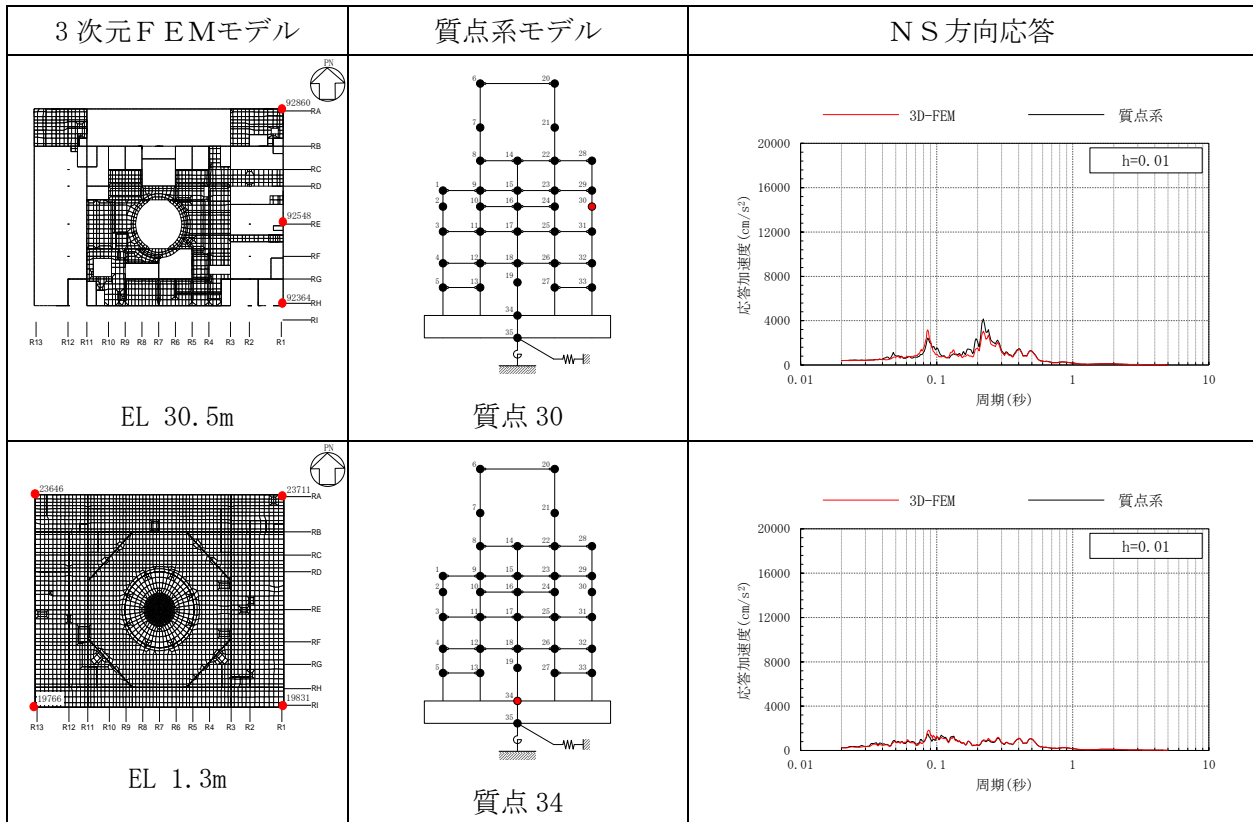 3次元ＦＥＭモデル
質点系モデル
ＮＳ方向応答
PN
92860
RA
RB
RC
RD
92548
RE
RF
RG
92364
RH
RI
R13 R12 R11 R10 R9 R8 R7 R6 R5 R4 R3 R2 R1
EL 30.5m
6 20
7 21
8 14 22 28
1 9 15 23 29
2 10 16 24 30
3 11 17 25 31
4 12 18 26 32
19
5 13 27 33
34
35
質点 30
3D-FEM 質点系
h=0.01
応答加速度(cm/s²)
20000
16000
12000
8000
4000
0
0.01 0.1 1 10
周期(秒)
PN
23646
23711
RA
RB
RC
RD
RE
RF
RG
RH
19766
19831
RI
R13 R12 R11 R10 R9 R8 R7 R6 R5 R4 R3 R2 R1
EL 1.3m
6 20
7 21
8 14 22 28
1 9 15 23 29
2 10 16 24 30
3 11 17 25 31
4 12 18 26 32
19
5 13 27 33
34
35
質点 34
3D-FEM 質点系
h=0.01
応答加速度(cm/s²)
20000
16000
12000
8000
4000
0
0.01 0.1 1 10
周期(秒)